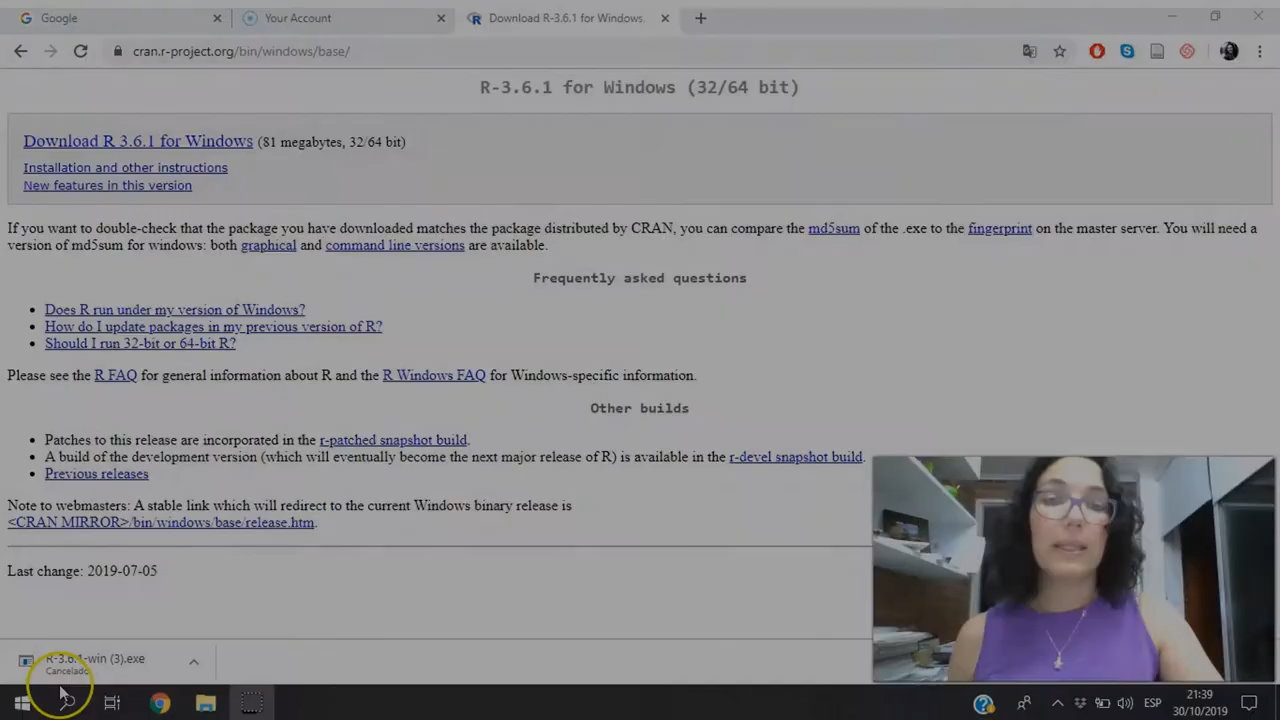 Google
Your Account
Download R-3.6.1 for Windows.
cran.r-project.org/bin/windows/base/
R-3.6.1 for Windows (32/64 bit)
Download R 3.6.1 for Windows (81 megabytes, 32/64 bit)
Installation and other instructions
New features in this version
If you want to double-check that the package you have downloaded matches the package distributed by CRAN, you can compare the md5sum of the .exe to the fingerprint on the master server. You will need a
version of md5sum for windows: both graphical and command line versions are available.
Frequently asked questions
• Does R run under my version of Windows?
• How do I update packages in my previous version of R?
• Should I run 32-bit or 64-bit R?
Please see the R FAQ for general information about R and the R Windows FAQ for Windows-specific information.
Other builds
• Patches to this release are incorporated in the r-patched snapshot build.
• A build of the development version (which will eventually become the next major release of R) is available in the r-devel snapshot build.
• Previous releases
Note to webmasters: A stable link which will redirect to the current Windows binary release is
<CRAN MIRROR>/bin/windows/base/release.htm.
Last change: 2019-07-05
R-3.6.1-win (3).exe
Cancelado
ESP
21:39
30/10/2019